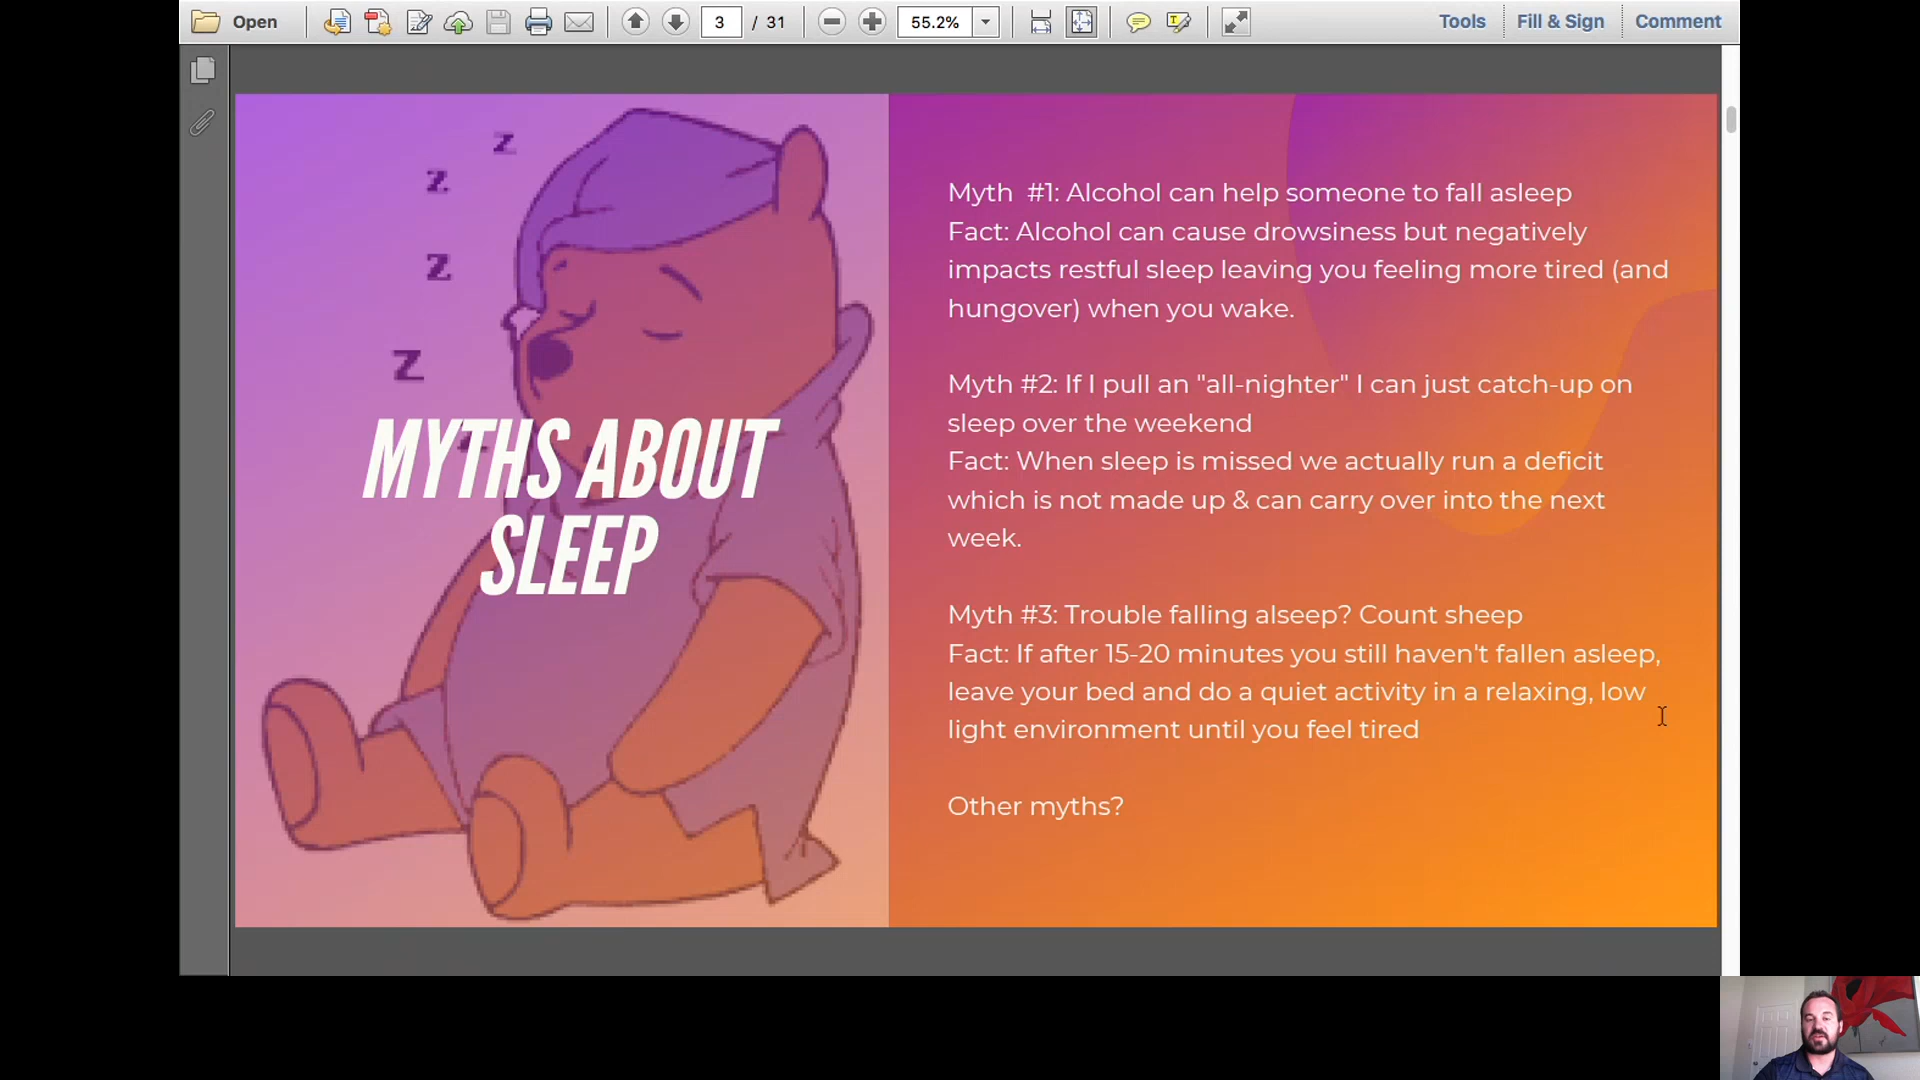 Open
3 / 31
55.2%
Tools
Fill & Sign
Comment
z
z
z
z
MYTHS ABOUT
SLEEP
Myth #1: Alcohol can help someone to fall asleep
Fact: Alcohol can cause drowsiness but negatively
impacts restful sleep leaving you feeling more tired (and
hungover) when you wake.
Myth #2: If I pull an "all-nighter" I can just catch-up on
sleep over the weekend
Fact: When sleep is missed we actually run a deficit
which is not made up & can carry over into the next
week.
Myth #3: Trouble falling alseep? Count sheep
Fact: If after 15-20 minutes you still haven't fallen asleep,
leave your bed and do a quiet activity in a relaxing, low
light environment until you feel tired
Other myths?